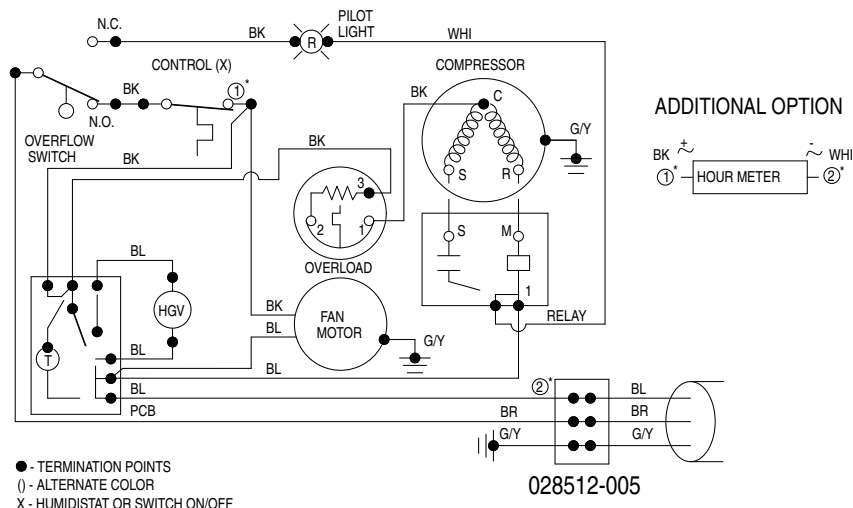 N.C.
BK
R
PILOT
LIGHT
WHI
CONTROL (X)
COMPRESSOR
BK
1*
BK
C
N.O.
G/Y
OVERFLOW
SWITCH
BK
BK
S
R
3
2
1
OVERLOAD
S
M
1
RELAY
BL
HGV
BK
BL
FAN
MOTOR
G/Y
T
BL
BL
BL
PCB
2*
BL
BR
BR
G/Y
G/Y
028512-005
ADDITIONAL OPTION
BK + ~
- ~ WHI
1* HOUR METER 2*
● - TERMINATION POINTS
() - ALTERNATE COLOR
X - HUMIDISTAT OR SWITCH ON/OFF